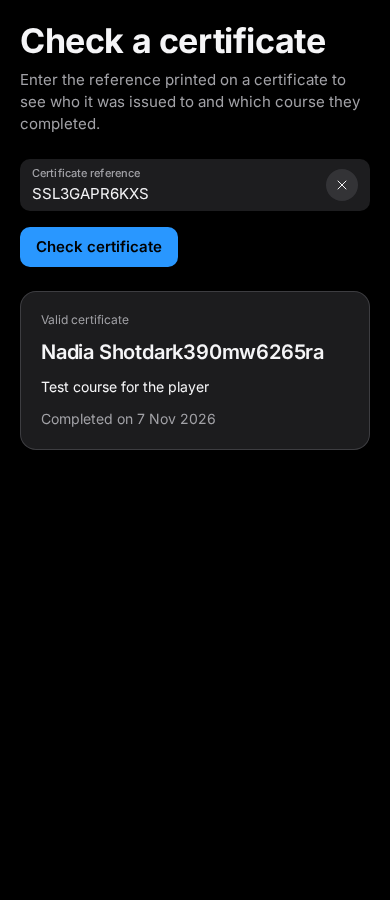 Check a certificate
Enter the reference printed on a certificate to
see who it was issued to and which course they
completed.
Certificate reference
SSL3GAPR6KXS
Check certificate
Valid certificate
Nadia Shotdark390mw6265ra
Test course for the player
Completed on 7 Nov 2026